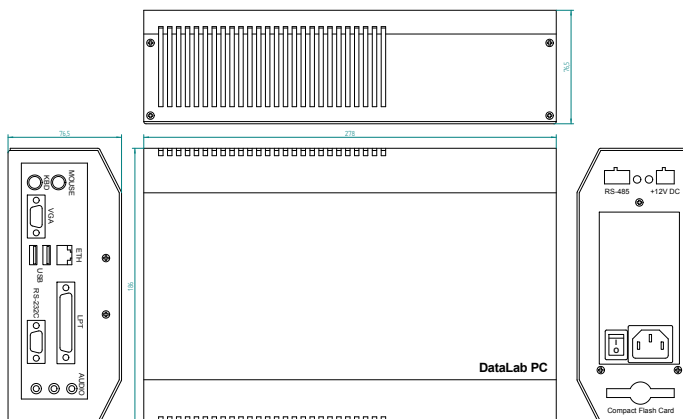 76,5
76,5
278
MOUSE
KBD
VGA
ETH
USB
RS-232C
LPT
AUDIO
186
DataLab PC
RS-485
+12V DC
Compact Flash Card